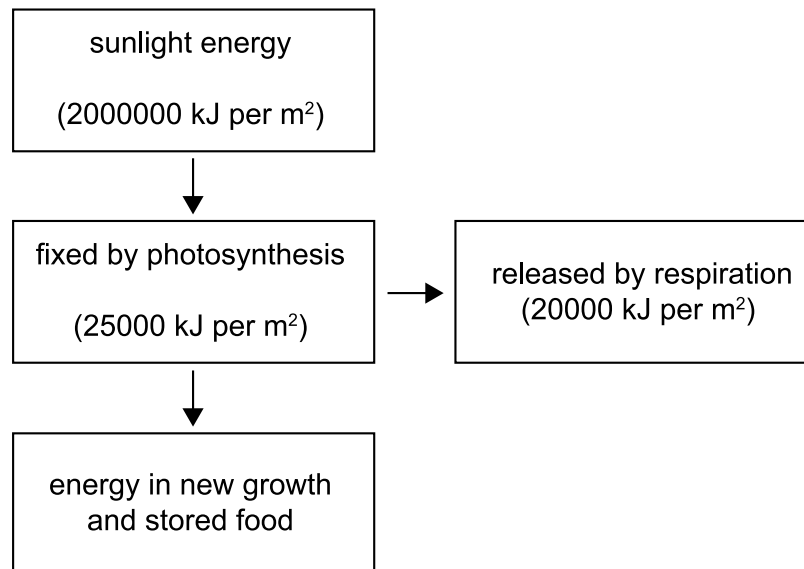 sunlight energy
(2000000 kJ per m²)
fixed by photosynthesis
(25000 kJ per m²)
released by respiration
(20000 kJ per m²)
energy in new growth
and stored food